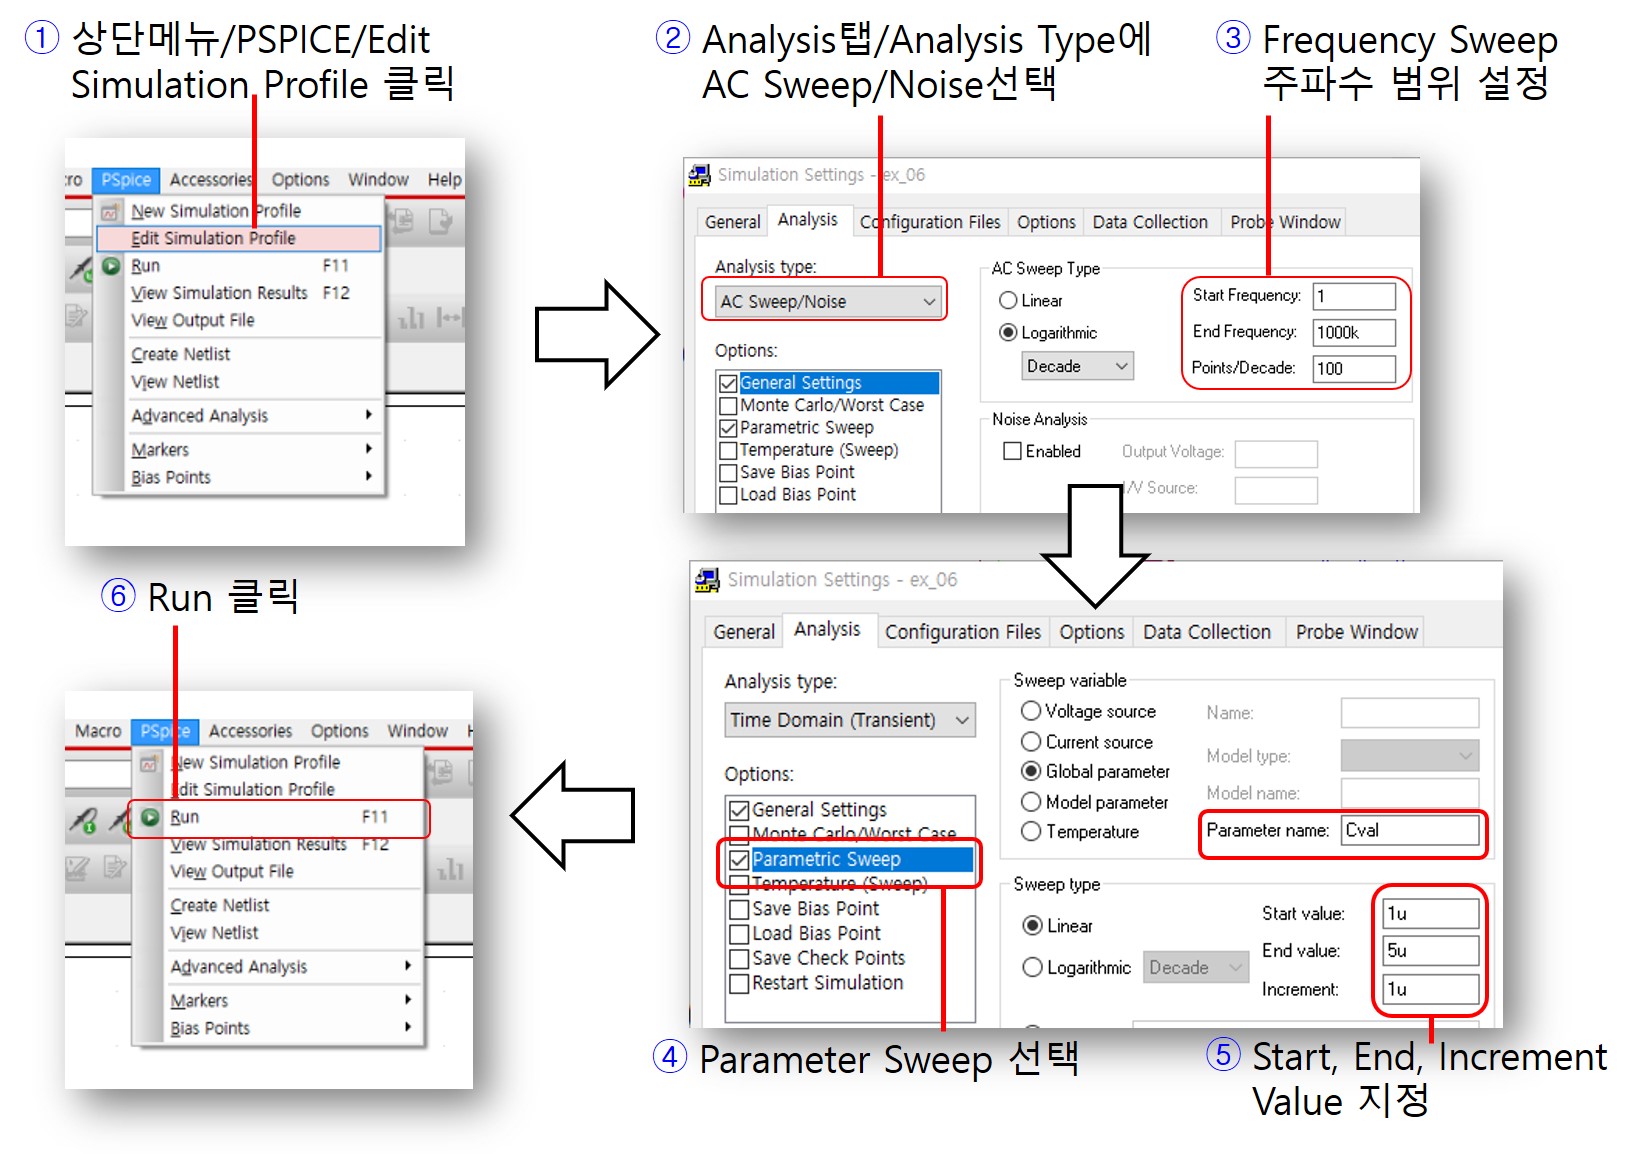 ① 상단메뉴/PSPICE/Edit
Simulation Profile 클릭
② Analysis탭/Analysis Type에
AC Sweep/Noise선택
③ Frequency Sweep
주파수 범위 설정
ro PSpice Accessories Options Window Help
New Simulation Profile
Edit Simulation Profile
Run F11
View Simulation Results F12
View Output File
Create Netlist
View Netlist
Advanced Analysis
Markers
Bias Points
Simulation Settings - ex_06
General Analysis Configuration Files Options Data Collection Probe Window
Analysis type:
AC Sweep/Noise
Options:
General Settings
Monte Carlo/Worst Case
Parametric Sweep
Temperature (Sweep)
Save Bias Point
Load Bias Point
AC Sweep Type
Linear
Logarithmic
Decade
Start Frequency: 1
End Frequency: 1000k
Points/Decade: 100
Noise Analysis
Enabled
Output Voltage:
I/V Source:
Simulation Settings - ex_06
General Analysis Configuration Files Options Data Collection Probe Window
Analysis type:
Time Domain (Transient)
Options:
General Settings
Monte Carlo/Worst Case
Parametric Sweep
Temperature (Sweep)
Save Bias Point
Load Bias Point
Save Check Points
Restart Simulation
Sweep variable
Voltage source
Current source
Global parameter
Model parameter
Temperature
Name:
Model type:
Model name:
Parameter name: Cval
Sweep type
Linear
Logarithmic Decade
Start value: 1u
End value: 5u
Increment: 1u
④ Parameter Sweep 선택
⑤ Start, End, Increment
Value 지정
⑥ Run 클릭
Macro PSpice Accessories Options Window H
New Simulation Profile
Edit Simulation Profile
Run F11
View Simulation Results F12
View Output File
Create Netlist
View Netlist
Advanced Analysis
Markers
Bias Points